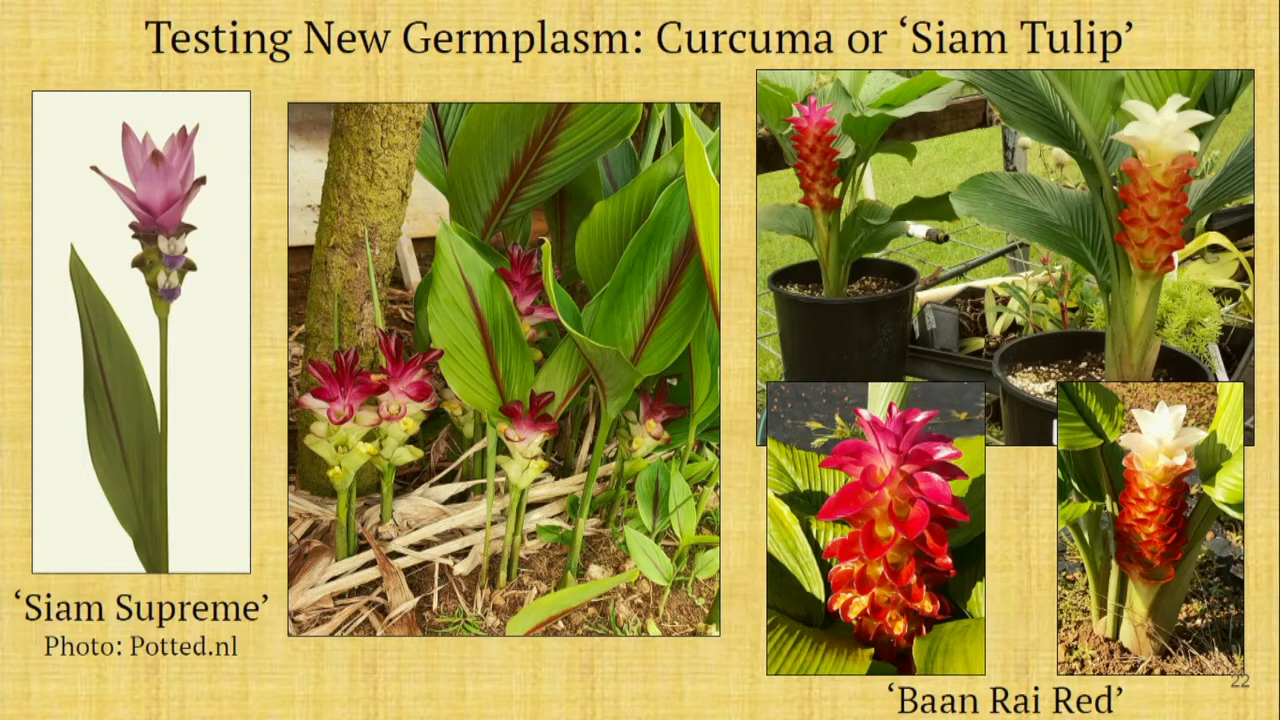 Testing New Germplasm: Curcuma or ‘Siam Tulip’
‘Siam Supreme’
Photo: Potted.nl
‘Baan Rai Red’
22